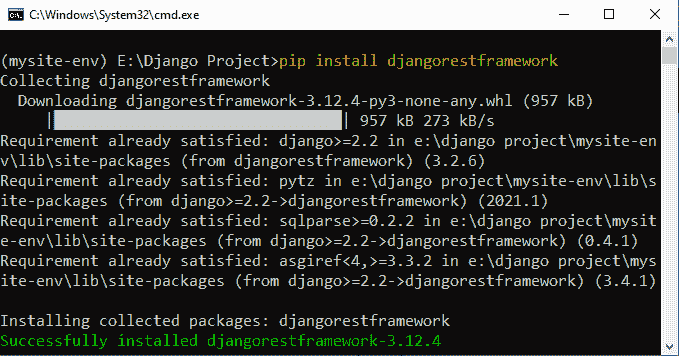 C:\Windows\System32\cmd.exe
(mysite-env) E:\Django Project>pip install djangorestframework
Collecting djangorestframework
  Downloading djangorestframework-3.12.4-py3-none-any.whl (957 kB)
     |████████████████████████████████| 957 kB 273 kB/s
Requirement already satisfied: django>=2.2 in e:\django project\mysite-en
v\lib\site-packages (from djangorestframework) (3.2.6)
Requirement already satisfied: pytz in e:\django project\mysite-env\lib\s
ite-packages (from django>=2.2->djangorestframework) (2021.1)
Requirement already satisfied: sqlparse>=0.2.2 in e:\django project\mysit
e-env\lib\site-packages (from django>=2.2->djangorestframework) (0.4.1)
Requirement already satisfied: asgiref<4,>=3.3.2 in e:\django project\mys
ite-env\lib\site-packages (from django>=2.2->djangorestframework) (3.4.1)
Installing collected packages: djangorestframework
Successfully installed djangorestframework-3.12.4